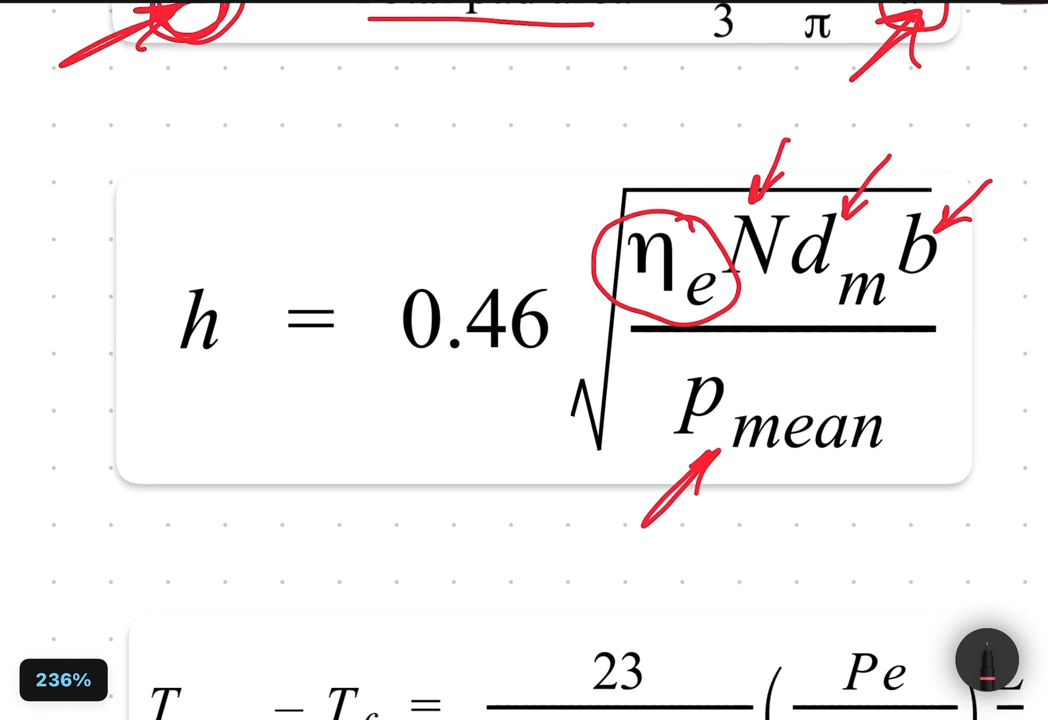 3 π
h = 0.46 √(η_e N d_m b / p_mean)
23 Pe
T – T =
236%